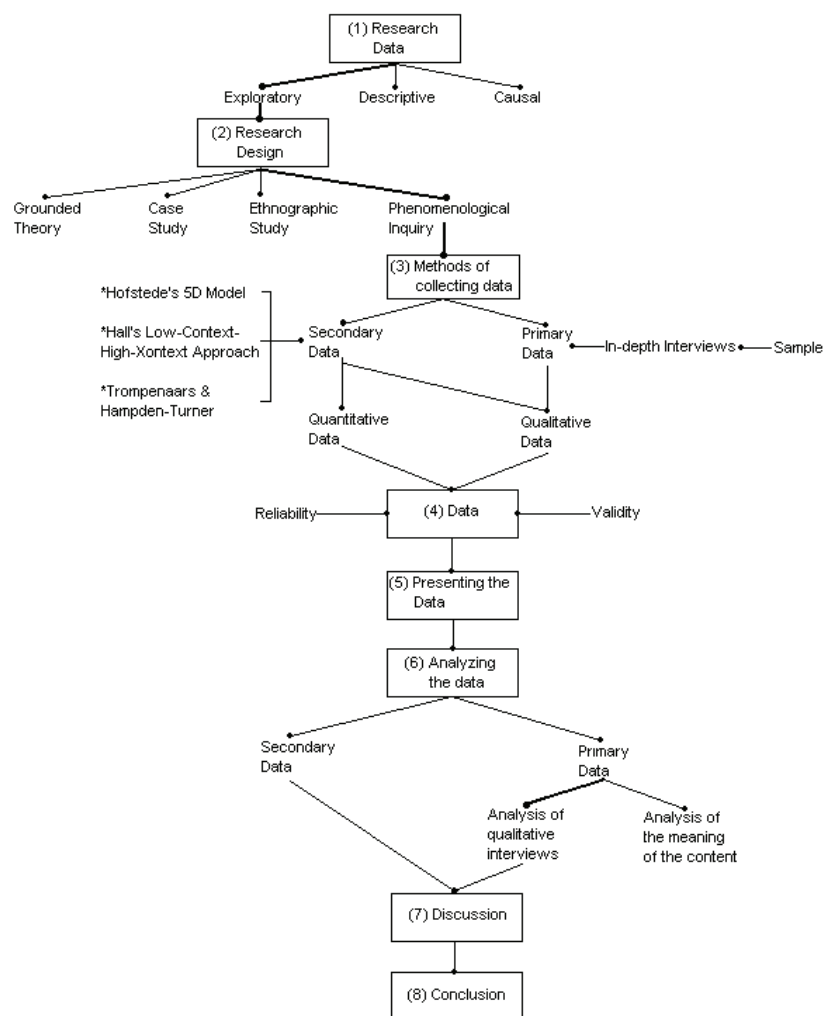 (1) Research
Data
Exploratory
Descriptive
Causal
(2) Research
Design
Grounded
Theory
Case
Study
Ethnographic
Study
Phenomenological
Inquiry
(3) Methods of
collecting data
*Hofstede's 5D Model
*Hall's Low-Context-
High-Xontext Approach
*Trompenaars &
Hampden-Turner
Secondary
Data
Primary
Data
In-depth Interviews
Sample
Quantitative
Data
Qualitative
Data
Reliability
(4) Data
Validity
(5) Presenting the
Data
(6) Analyzing
the data
Secondary
Data
Primary
Data
Analysis of
qualitative
interviews
Analysis of
the meaning
of the content
(7) Discussion
(8) Conclusion